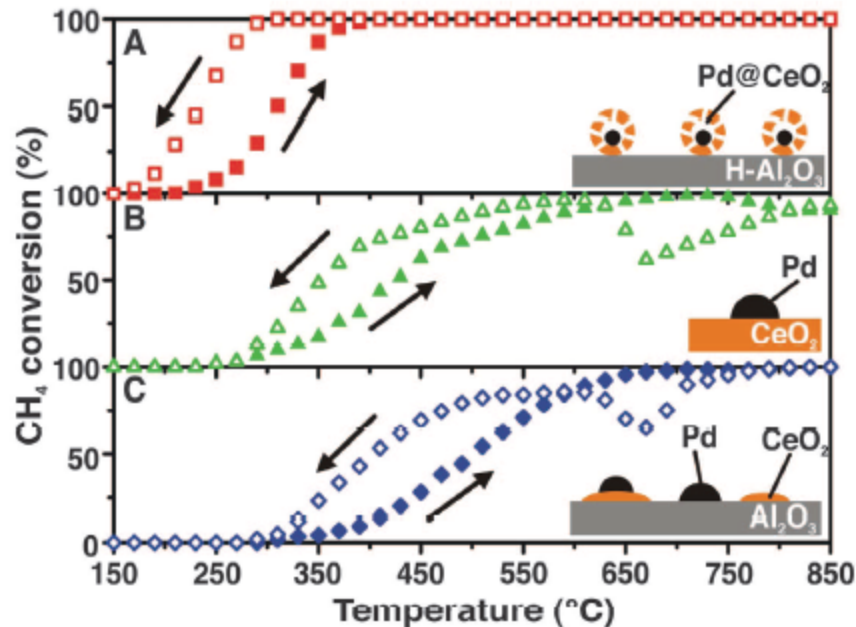 CH₄ conversion (%)
100
A
50
Pd@CeO₂
H-Al₂O₃
100
B
50
Pd
CeO₂
100
C
50
Pd
CeO₂
Al₂O₃
0
150 250 350 450 550 650 750 850
Temperature (°C)